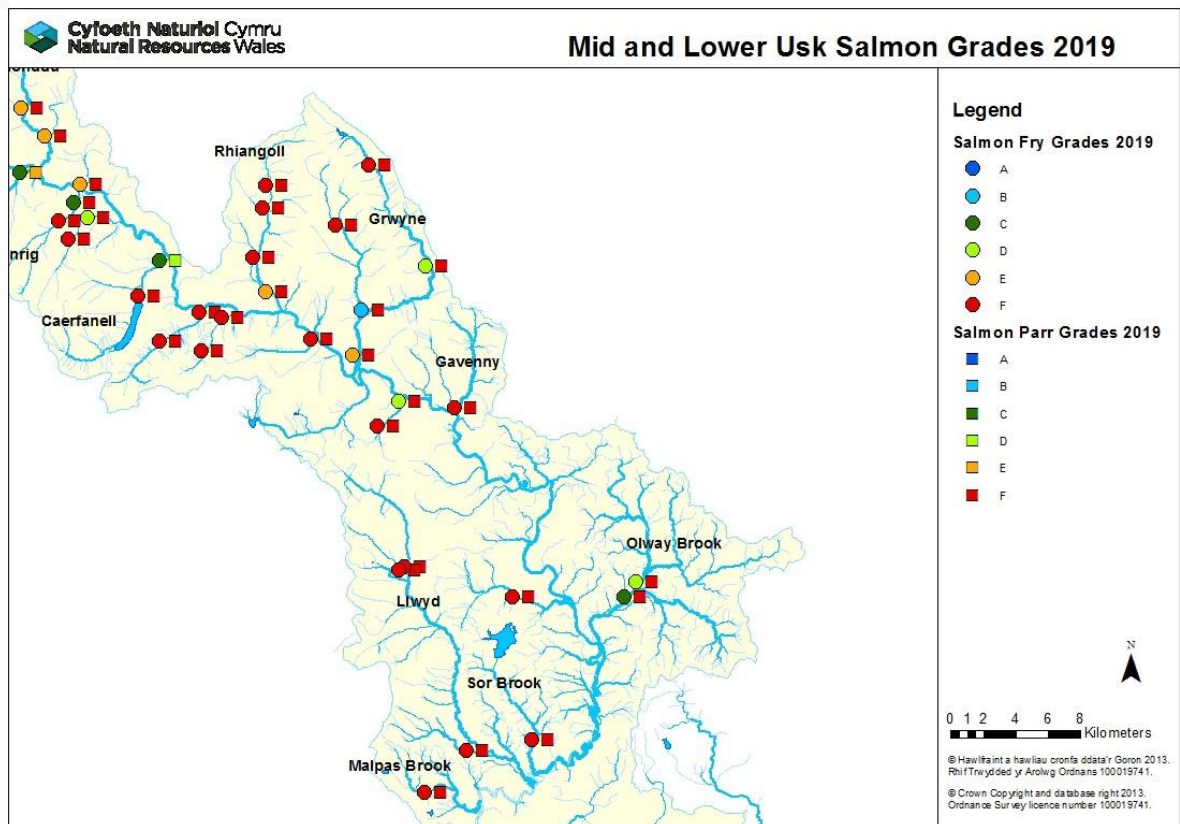 Cyfoeth Naturiol Cymru
Natural Resources Wales
Mid and Lower Usk Salmon Grades 2019
Rhiangoll
Grwyne
nrig
Caerfanell
Gavenny
Olway Brook
Llwyd
Sor Brook
Malpas Brook
Legend
Salmon Fry Grades 2019
A
B
C
D
E
F
Salmon Parr Grades 2019
A
B
C
D
E
F
N
0 1 2 4 6 8
Kilometers
© Hawlfraint a hawliau cronfa ddata'r Goron 2013.
Rhif Trwydded yr Arolwg Ordnans 100019741.
© Crown Copyright and database right 2013.
Ordnance Survey licence number 100019741.